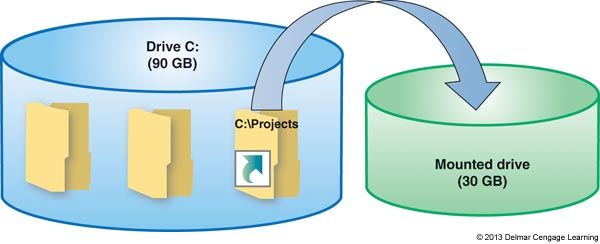 Drive C:
(90 GB)
C:\Projects
Mounted drive
(30 GB)
© 2013 Delmar Cengage Learning